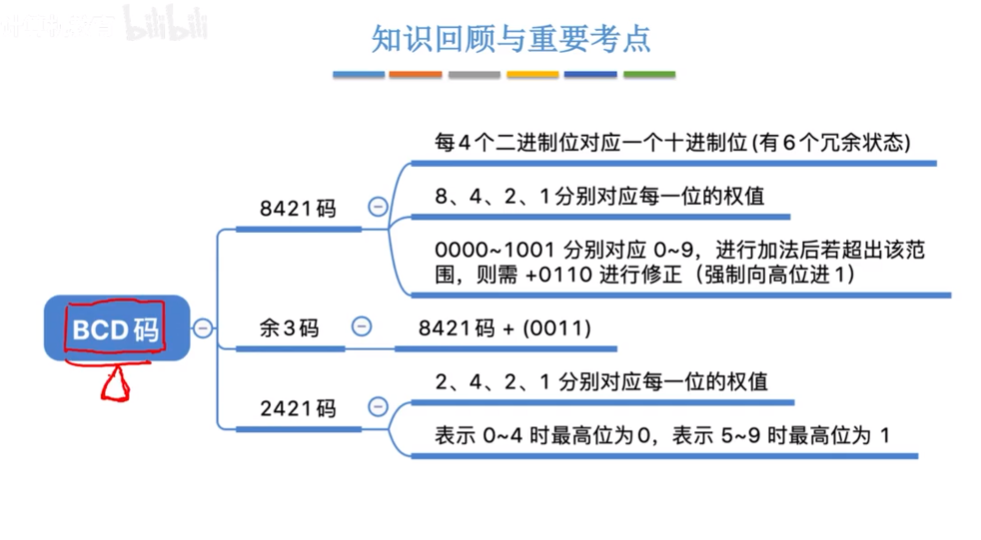 bilibili
知识回顾与重要考点
每4个二进制位对应一个十进制位(有6个冗余状态)
8421码
8、4、2、1分别对应每一位的权值
0000~1001 分别对应 0~9，进行加法后若超出该范
围，则需 +0110 进行修正（强制向高位进1）
BCD码
余3码
8421码 + (0011)
2421码
2、4、2、1 分别对应每一位的权值
表示 0~4 时最高位为0，表示 5~9 时最高位为 1